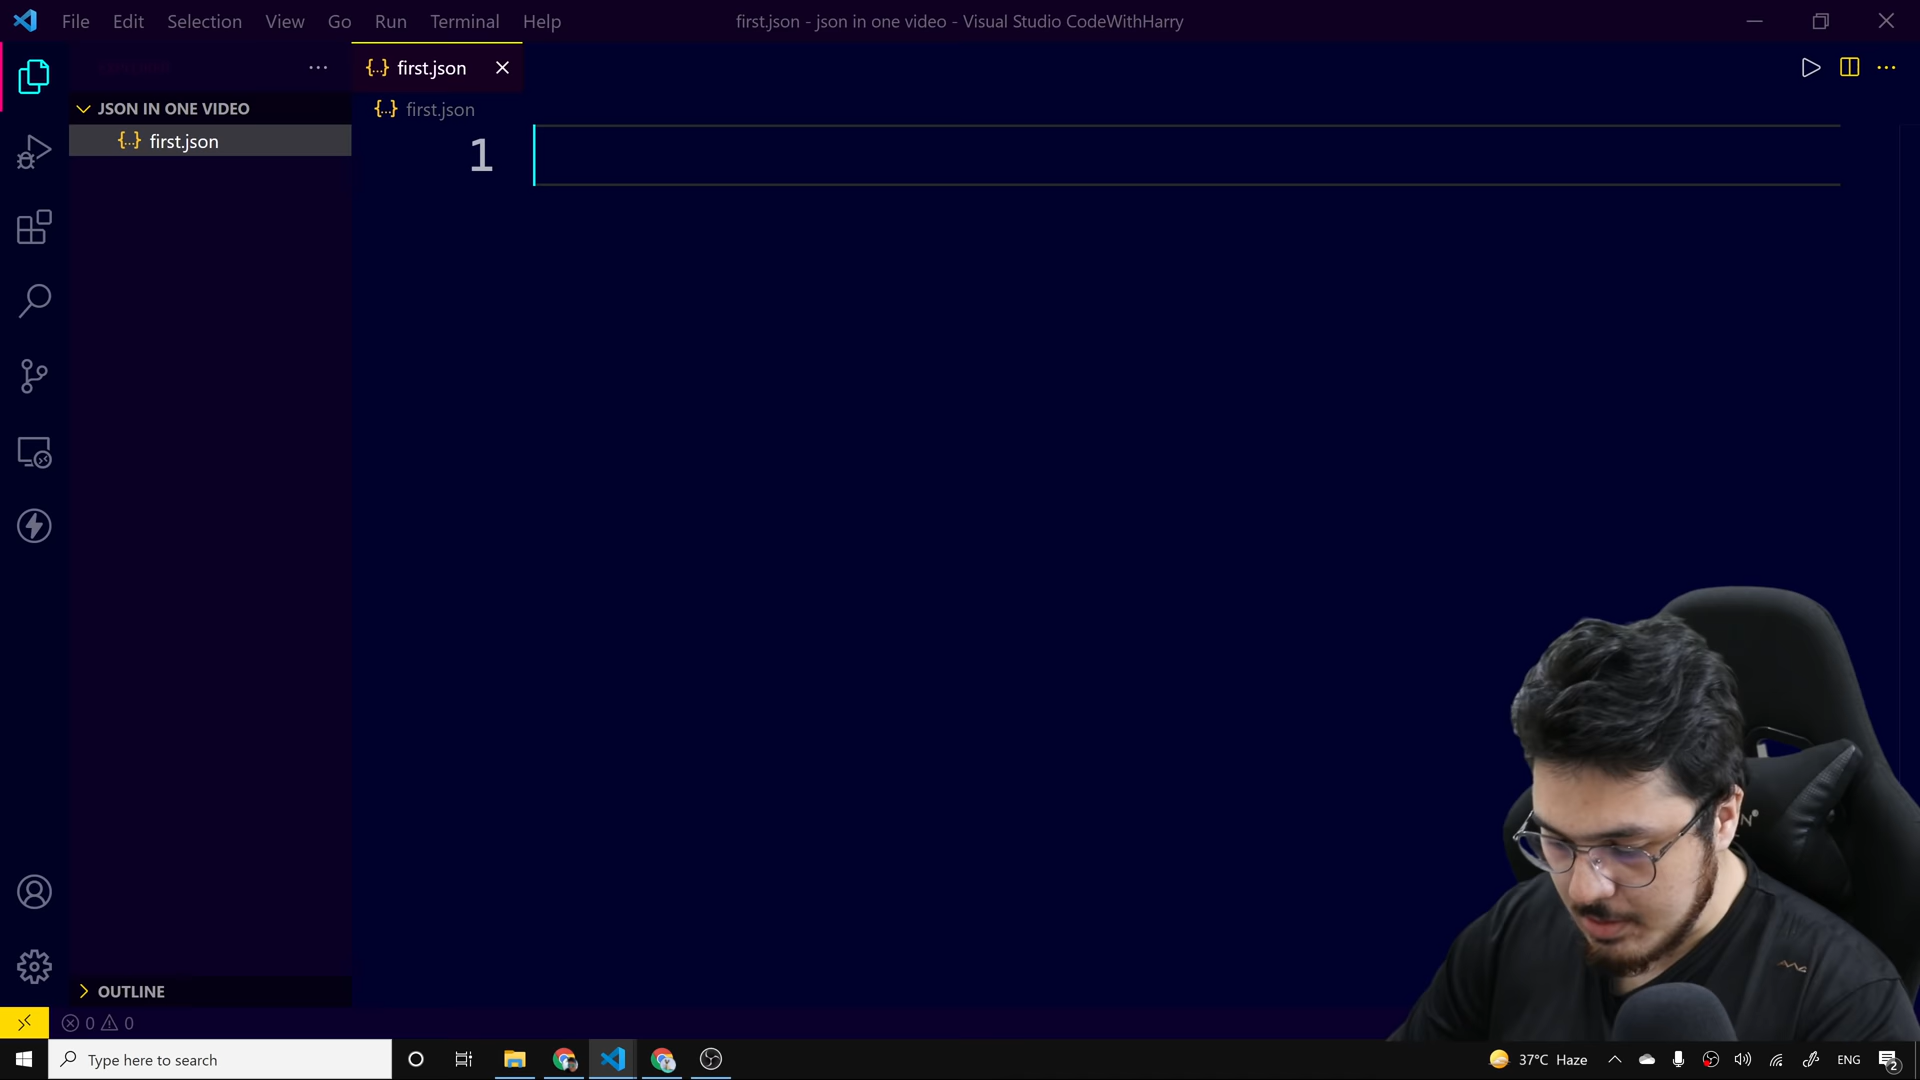 File Edit Selection View Go Run Terminal Help
first.json - json in one video - Visual Studio CodeWithHarry
first.json
JSON IN ONE VIDEO
first.json
first.json
1
OUTLINE
0 0
Type here to search
37°C Haze
ENG
2